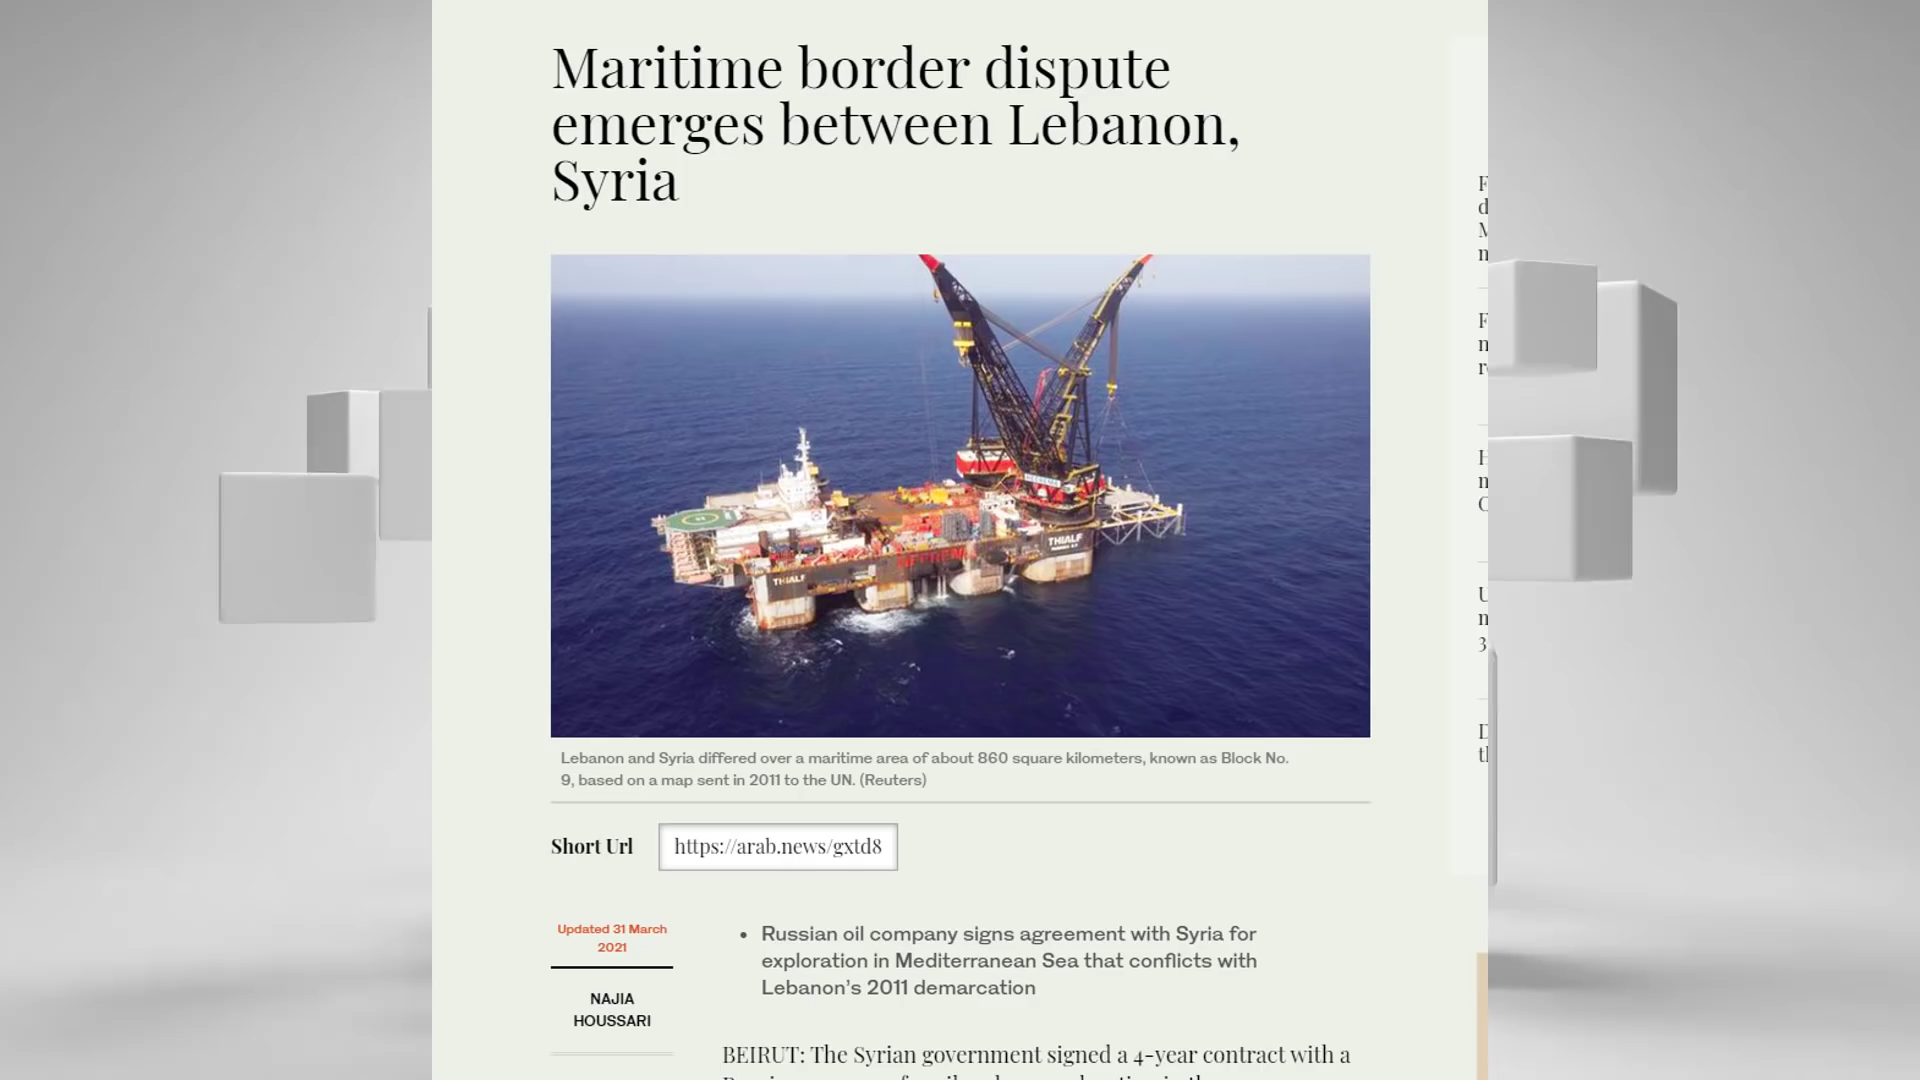 Maritime border dispute
emerges between Lebanon,
Syria
THIALF
THIALF
Lebanon and Syria differed over a maritime area of about 860 square kilometers, known as Block No.
9, based on a map sent in 2011 to the UN. (Reuters)
Short Url
https://arab.news/gxtd8
Updated 31 March
2021
NAJIA
HOUSSARI
• Russian oil company signs agreement with Syria for
exploration in Mediterranean Sea that conflicts with
Lebanon’s 2011 demarcation
BEIRUT: The Syrian government signed a 4-year contract with a